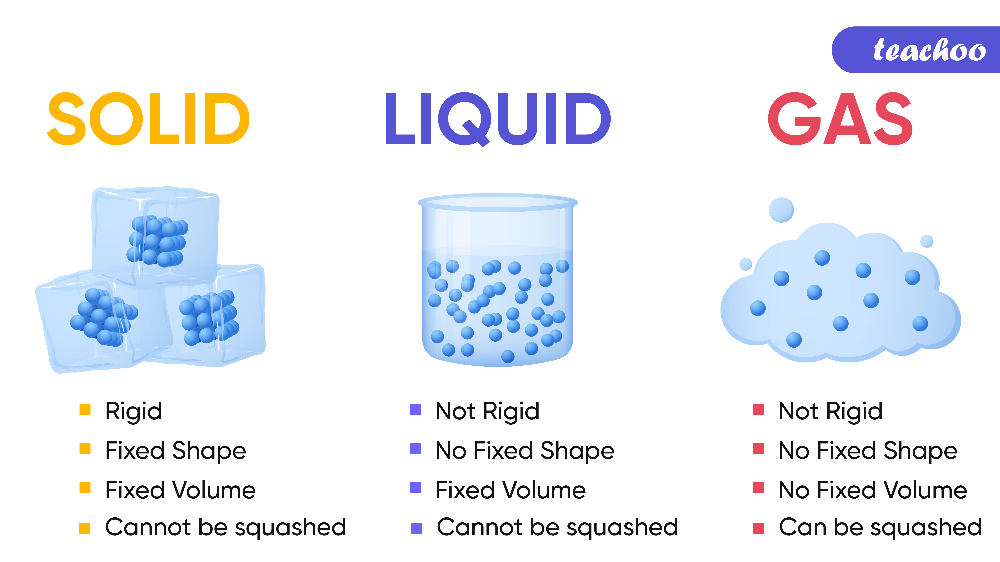 teachoo
SOLID
LIQUID
GAS
Rigid
Fixed Shape
Fixed Volume
Cannot be squashed
Not Rigid
No Fixed Shape
Fixed Volume
Cannot be squashed
Not Rigid
No Fixed Shape
No Fixed Volume
Can be squashed